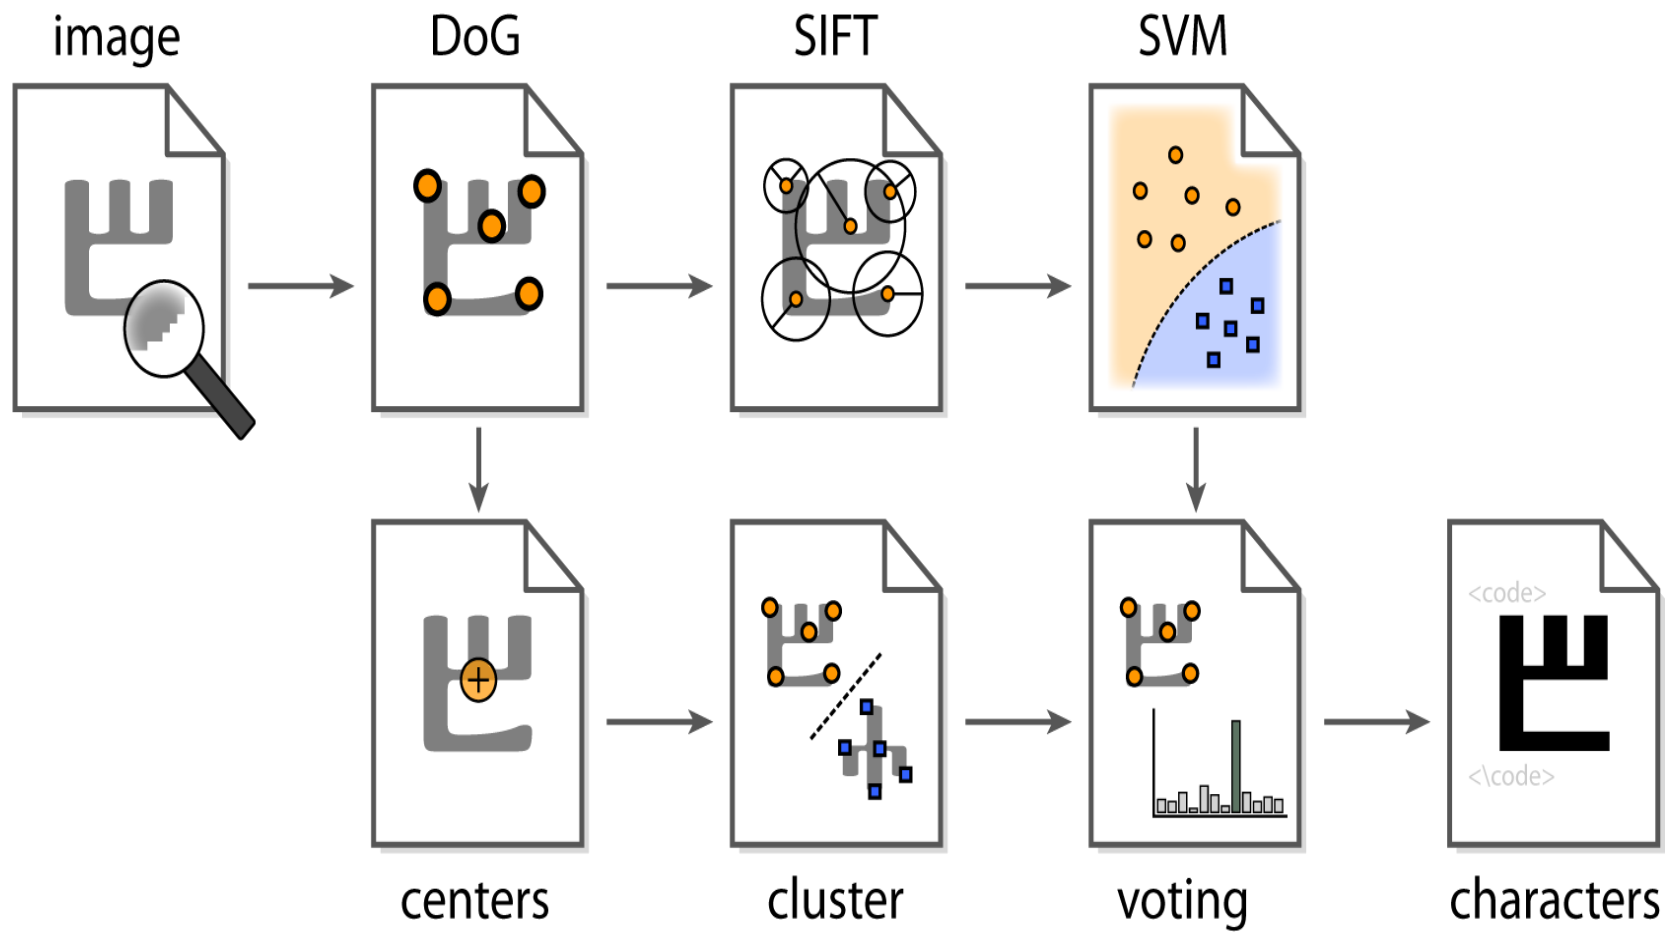 image DoG SIFT SVM
<code>
<\code>
centers cluster voting characters